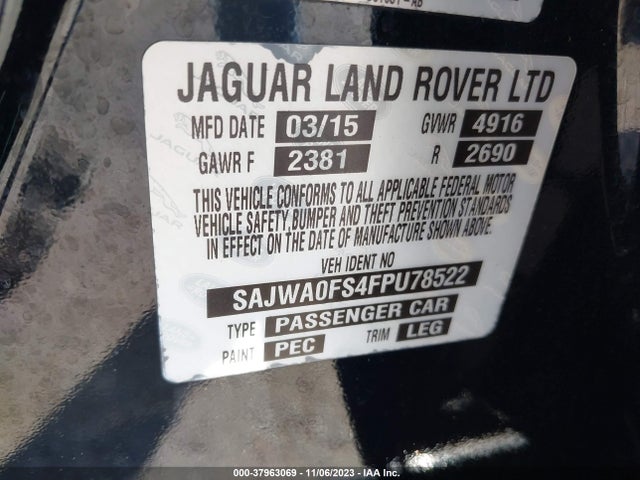 JAGUAR LAND ROVER LTD
MFD DATE 03/15 GVWR 4916
GAWR F 2381 R 2690
THIS VEHICLE CONFORMS TO ALL APPLICABLE FEDERAL MOTOR
VEHICLE SAFETY,BUMPER AND THEFT PREVENTION STANDARDS
IN EFFECT ON THE DATE OF MANUFACTURE SHOWN ABOVE.
VEH IDENT NO
SAJWA0FS4FPU78522
TYPE PASSENGER CAR
PAINT PEC TRIM LEG
000-37963069 - 11/06/2023 - IAA Inc.